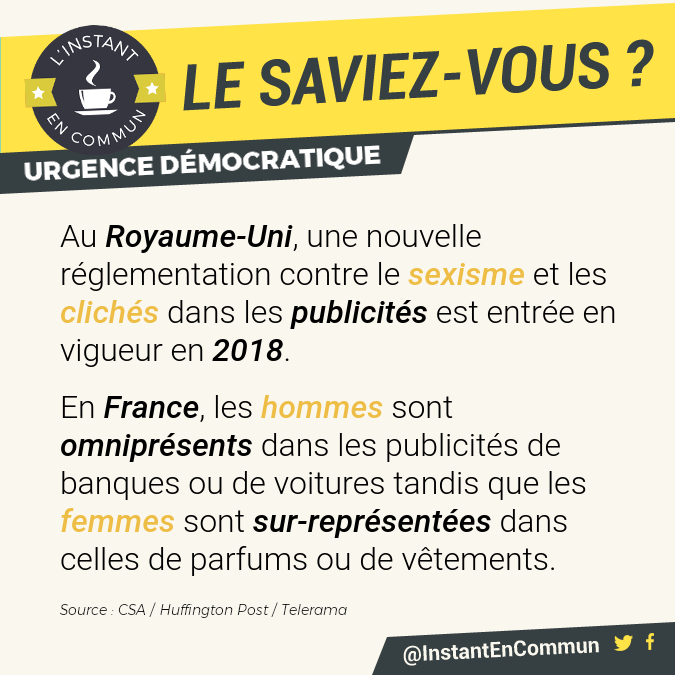 L'INSTANT
EN COMMUN
LE SAVIEZ-VOUS ?
URGENCE DÉMOCRATIQUE
Au Royaume-Uni, une nouvelle
réglementation contre le sexisme et les
clichés dans les publicités est entrée en
vigueur en 2018.
En France, les hommes sont
omniprésents dans les publicités de
banques ou de voitures tandis que les
femmes sont sur-représentées dans
celles de parfums ou de vêtements.
Source : CSA / Huffington Post / Telerama
@InstantEnCommun